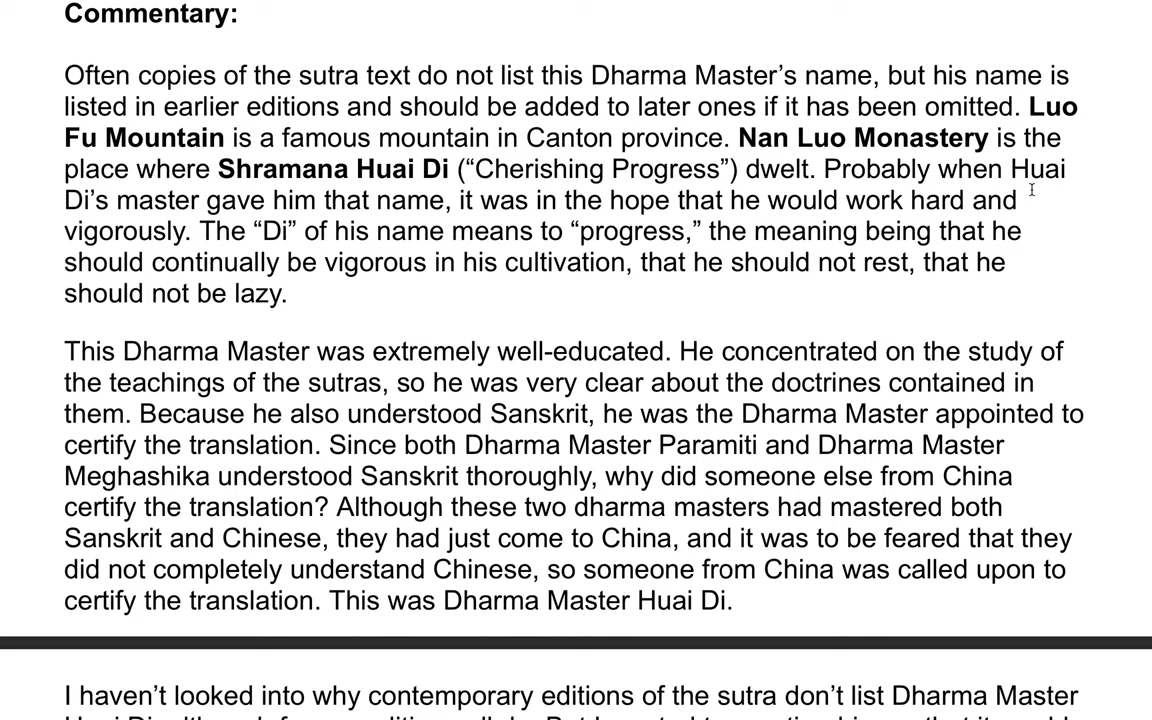 Commentary:
Often copies of the sutra text do not list this Dharma Master’s name, but his name is
listed in earlier editions and should be added to later ones if it has been omitted. Luo
Fu Mountain is a famous mountain in Canton province. Nan Luo Monastery is the
place where Shramana Huai Di (“Cherishing Progress”) dwelt. Probably when Huai
Di’s master gave him that name, it was in the hope that he would work hard and
vigorously. The “Di” of his name means to “progress,” the meaning being that he
should continually be vigorous in his cultivation, that he should not rest, that he
should not be lazy.
This Dharma Master was extremely well-educated. He concentrated on the study of
the teachings of the sutras, so he was very clear about the doctrines contained in
them. Because he also understood Sanskrit, he was the Dharma Master appointed to
certify the translation. Since both Dharma Master Paramiti and Dharma Master
Meghashika understood Sanskrit thoroughly, why did someone else from China
certify the translation? Although these two dharma masters had mastered both
Sanskrit and Chinese, they had just come to China, and it was to be feared that they
did not completely understand Chinese, so someone from China was called upon to
certify the translation. This was Dharma Master Huai Di.
I haven’t looked into why contemporary editions of the sutra don’t list Dharma Master